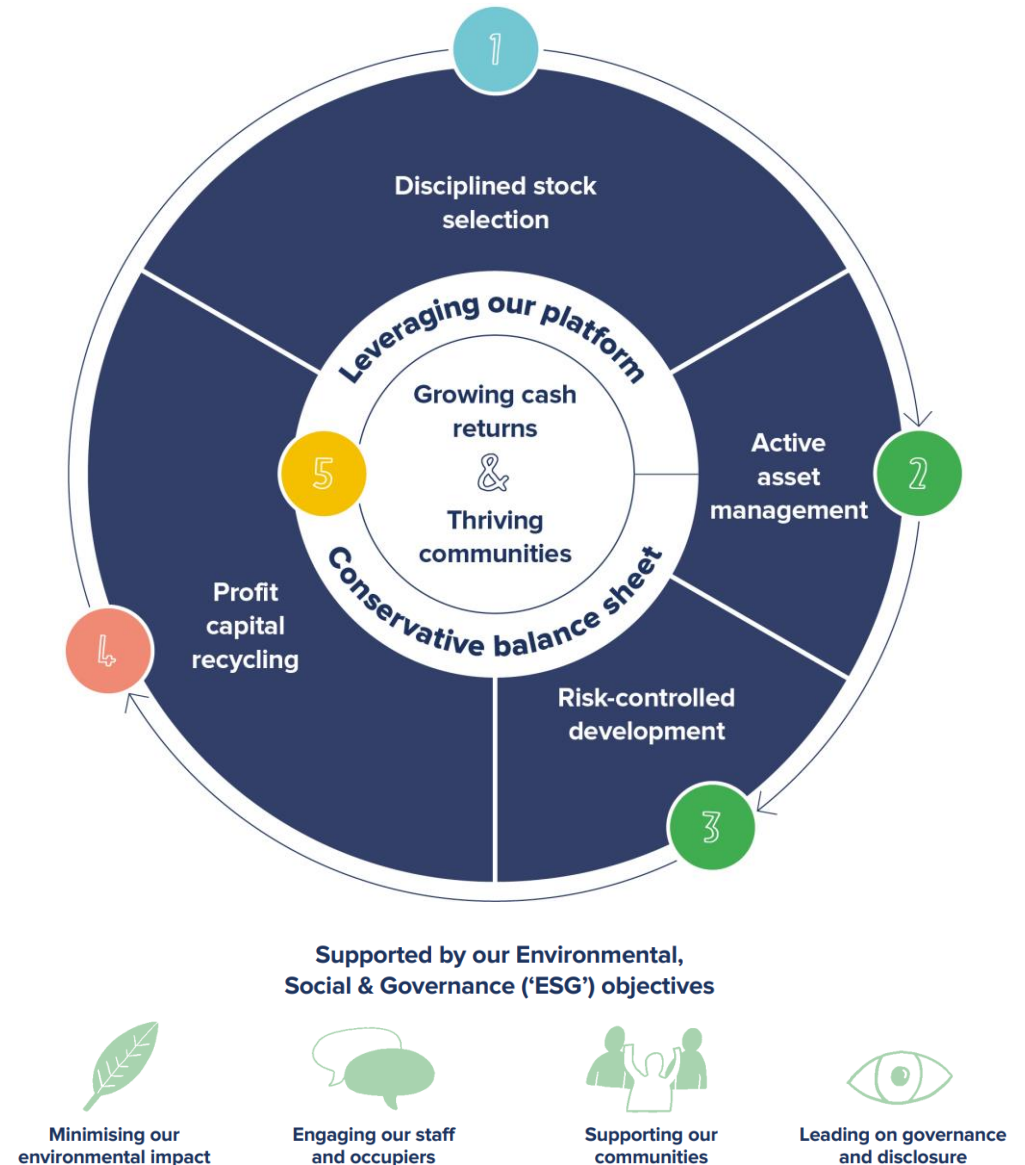 1
Disciplined stock
selection
Leveraging our platform
Growing cash
returns
&
Thriving
communities
5
Conservative balance sheet
Active
asset
management
2
Profit
capital
recycling
4
Risk-controlled
development
3
Supported by our Environmental,
Social & Governance (‘ESG’) objectives
Minimising our
environmental impact
Engaging our staff
and occupiers
Supporting our
communities
Leading on governance
and disclosure